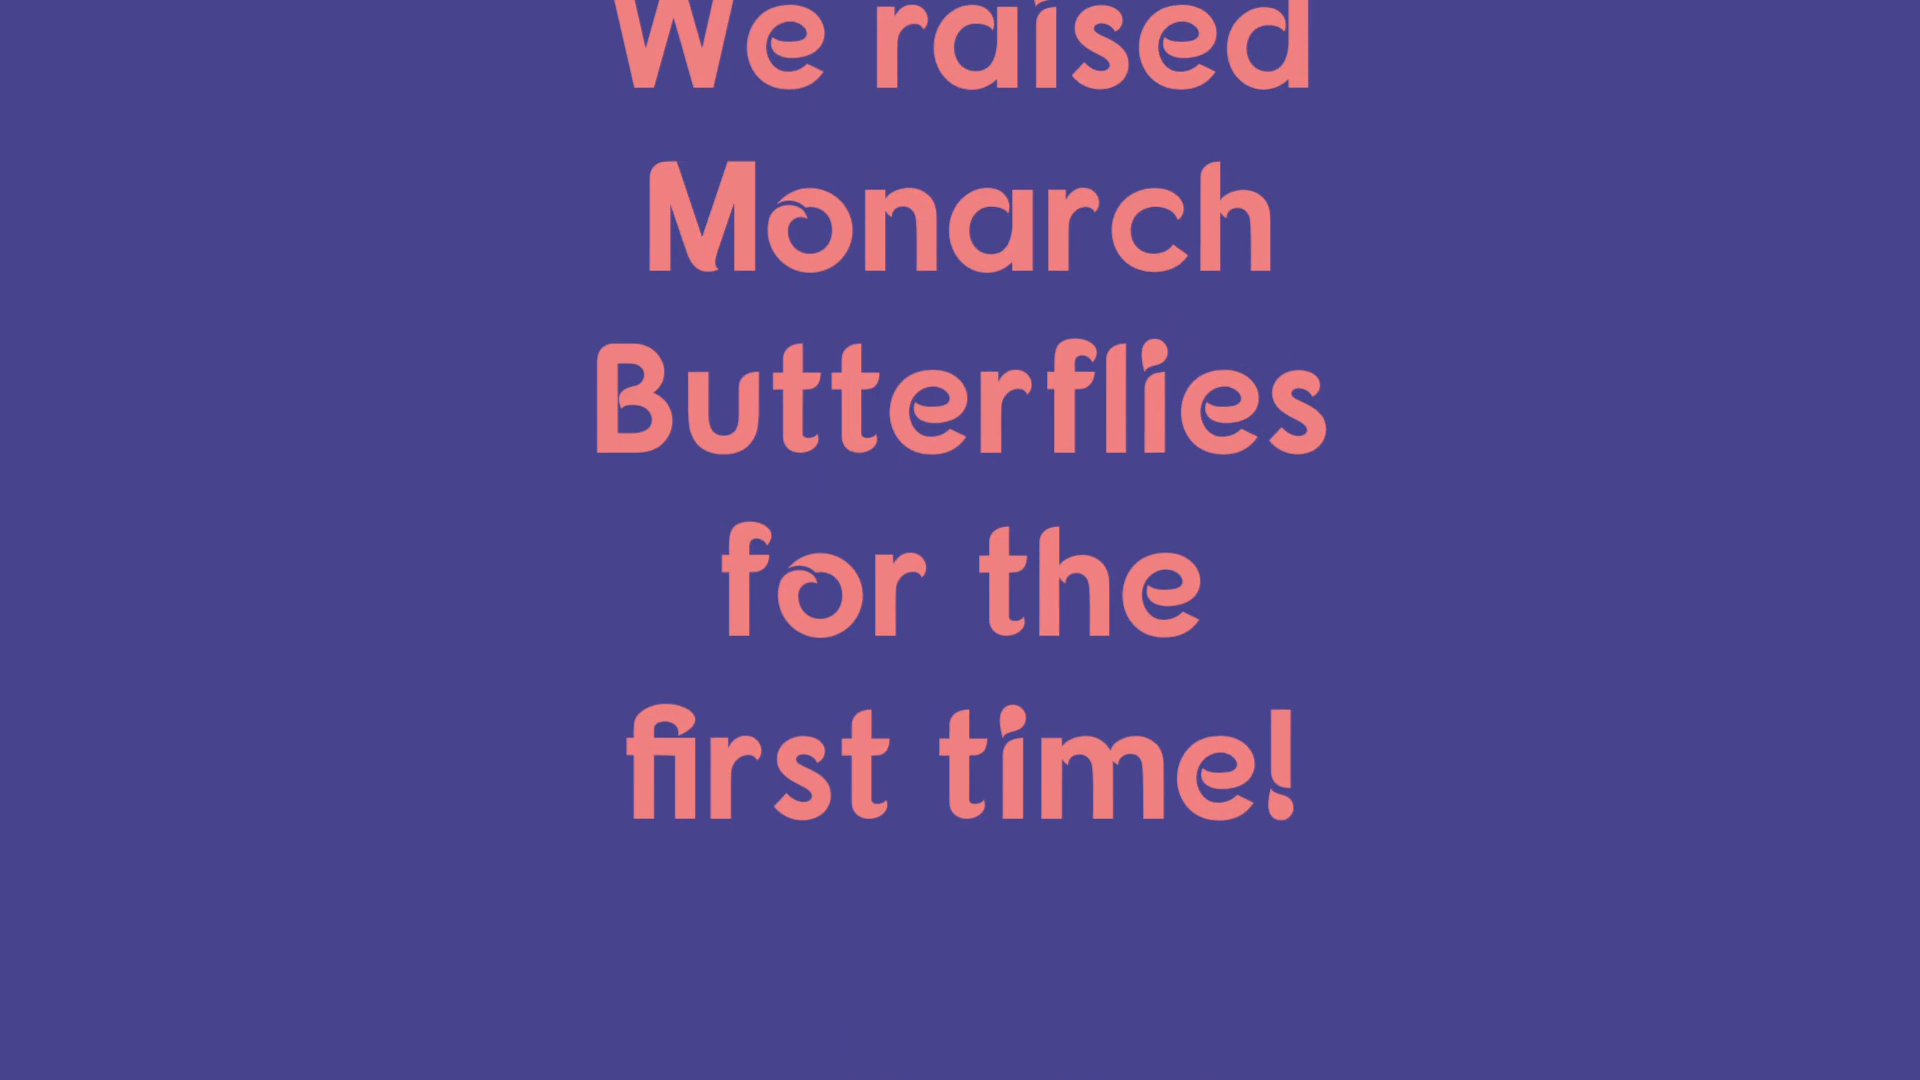 We raised
Monarch
Butterflies
for the
first time!